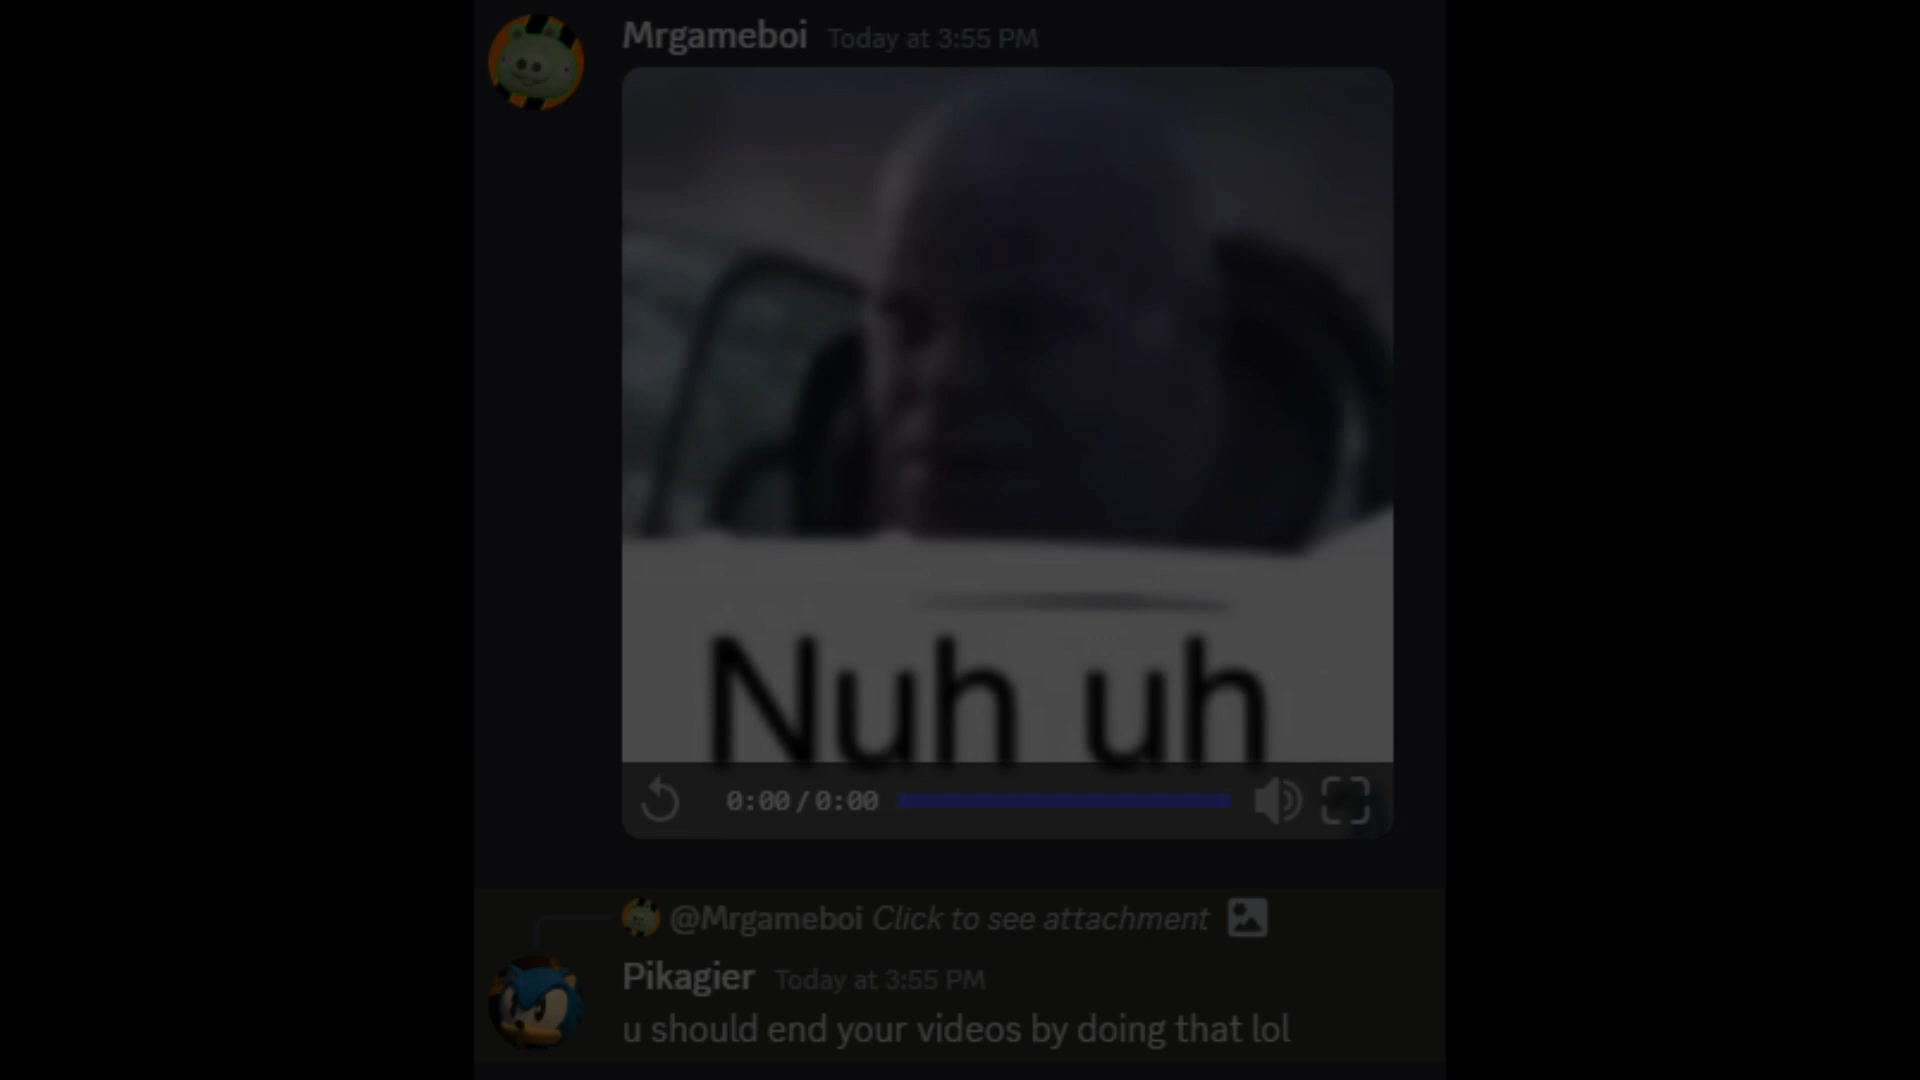 Mrgameboi Today at 3:55 PM
Nuh uh
0:00/0:00
@Mrgameboi Click to see attachment
Pikagier Today at 3:55 PM
u should end your videos by doing that lol